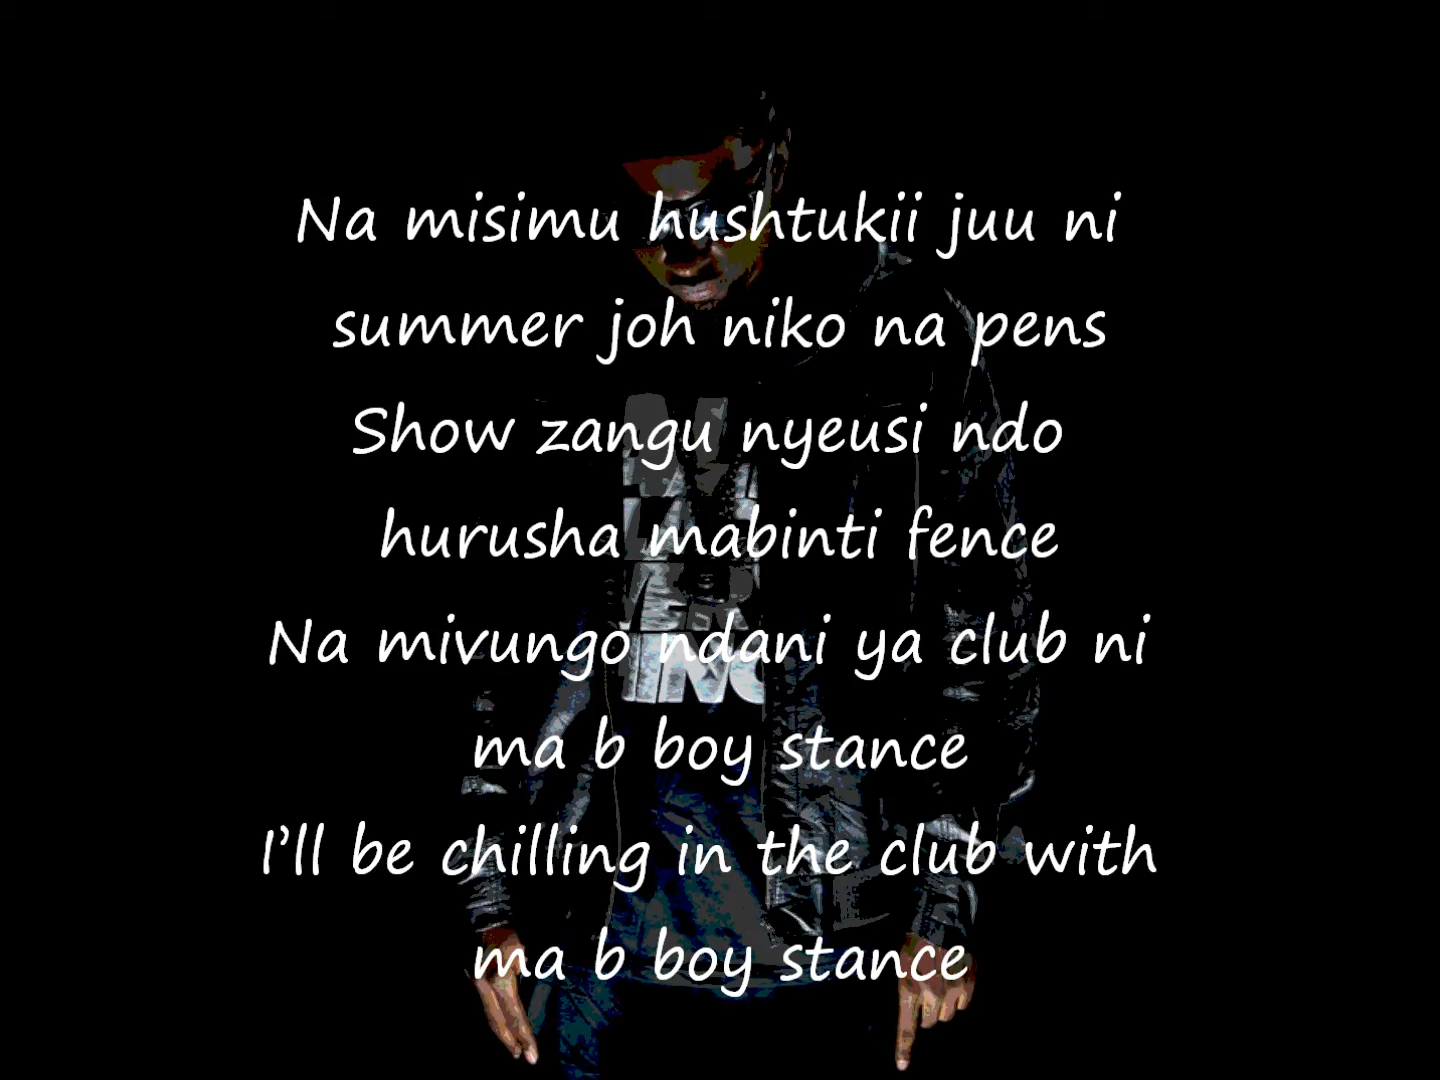 Na misimu hushtukii juu ni
summer joh niko na pens
Show zangu nyeusi ndo
hurusha mabinti fence
Na mivungo ndani ya club ni
ma b boy stance
I'll be chilling in the club with
ma b boy stance